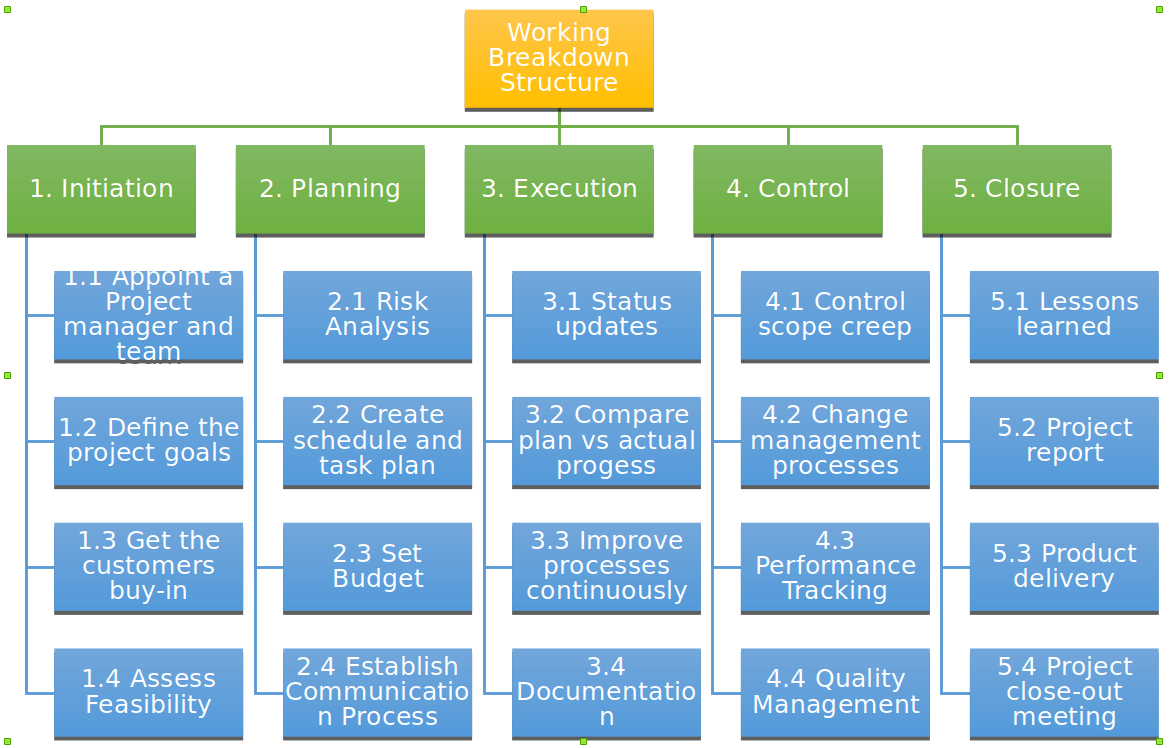 Working
Breakdown
Structure
1. Initiation
2. Planning
3. Execution
4. Control
5. Closure
1.1 Appoint a
Project
manager and
team
2.1 Risk
Analysis
3.1 Status
updates
4.1 Control
scope creep
5.1 Lessons
learned
1.2 Define the
project goals
2.2 Create
schedule and
task plan
3.2 Compare
plan vs actual
progess
4.2 Change
management
processes
5.2 Project
report
1.3 Get the
customers
buy-in
2.3 Set
Budget
3.3 Improve
processes
continuously
4.3
Performance
Tracking
5.3 Product
delivery
1.4 Assess
Feasibility
2.4 Establish
Communicatio
n Process
3.4
Documentatio
n
4.4 Quality
Management
5.4 Project
close-out
meeting